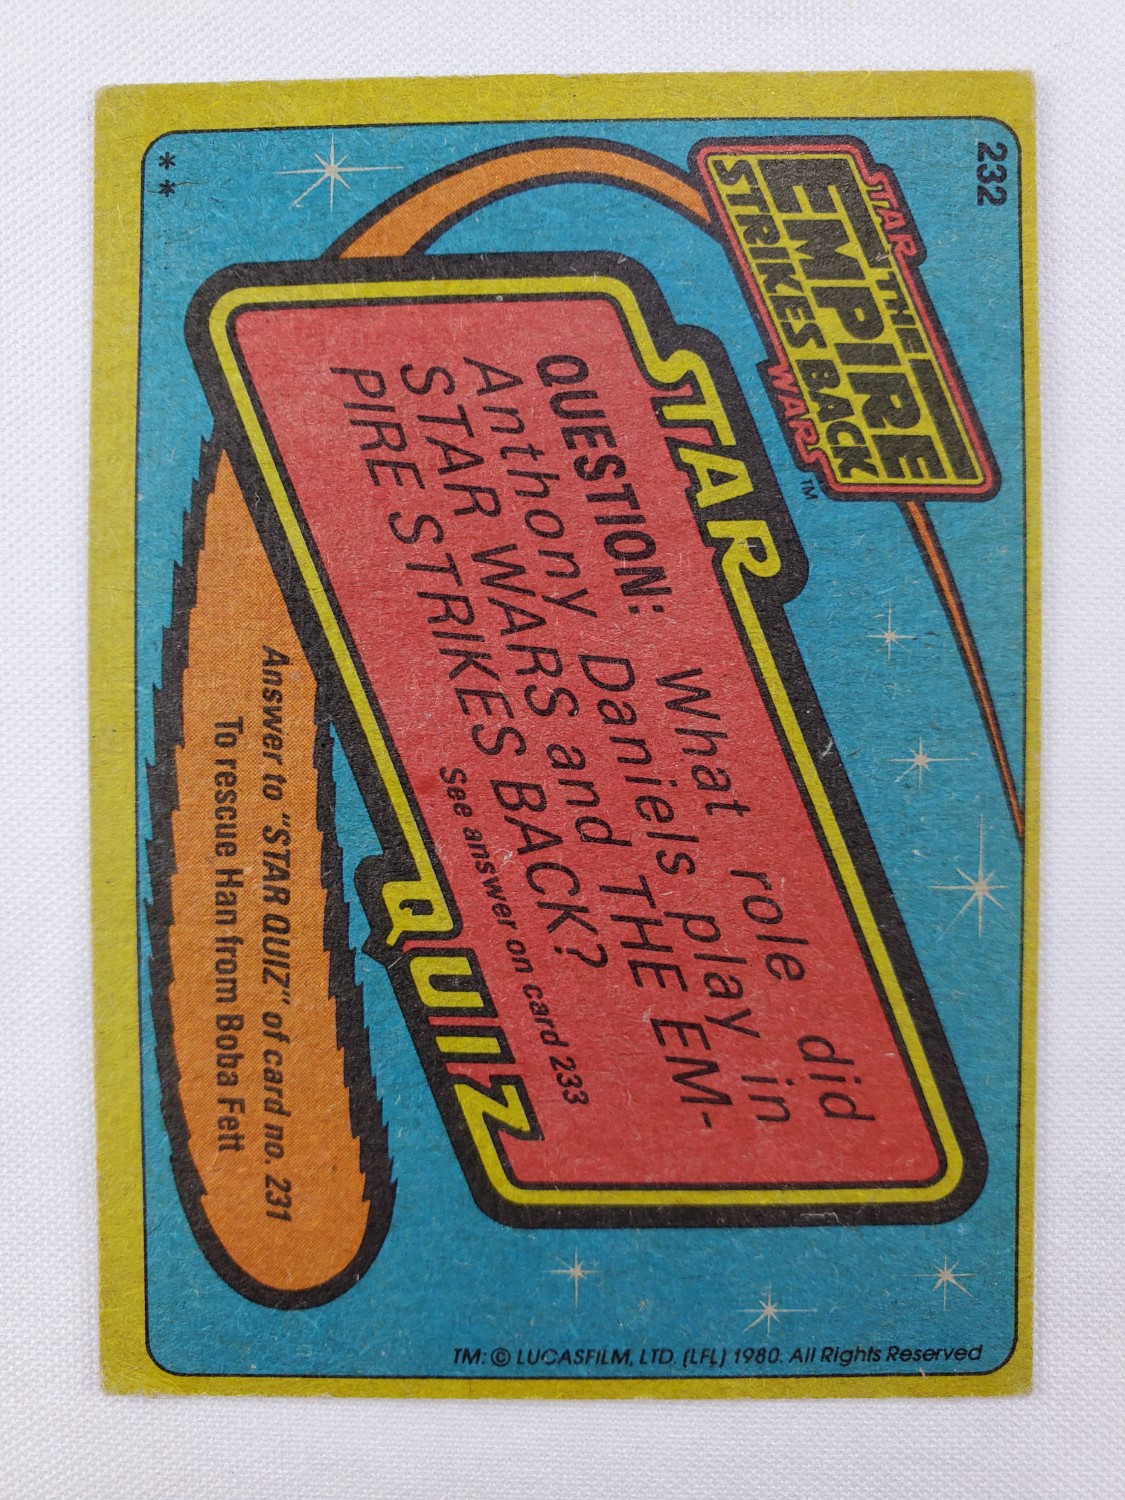 232
STAR
THE
EMPIRE
STRIKES BACK
WARS
TM
STAR
QUESTION: What role did
Anthony Daniels play in
STAR WARS and THE EM-
PIRE STRIKES BACK?
See answer on card 233
QUIZ
Answer to "STAR QUIZ" of card no. 231
To rescue Han from Boba Fett
TM: © LUCASFILM, LTD. (LFL) 1980. All Rights Reserved
* *